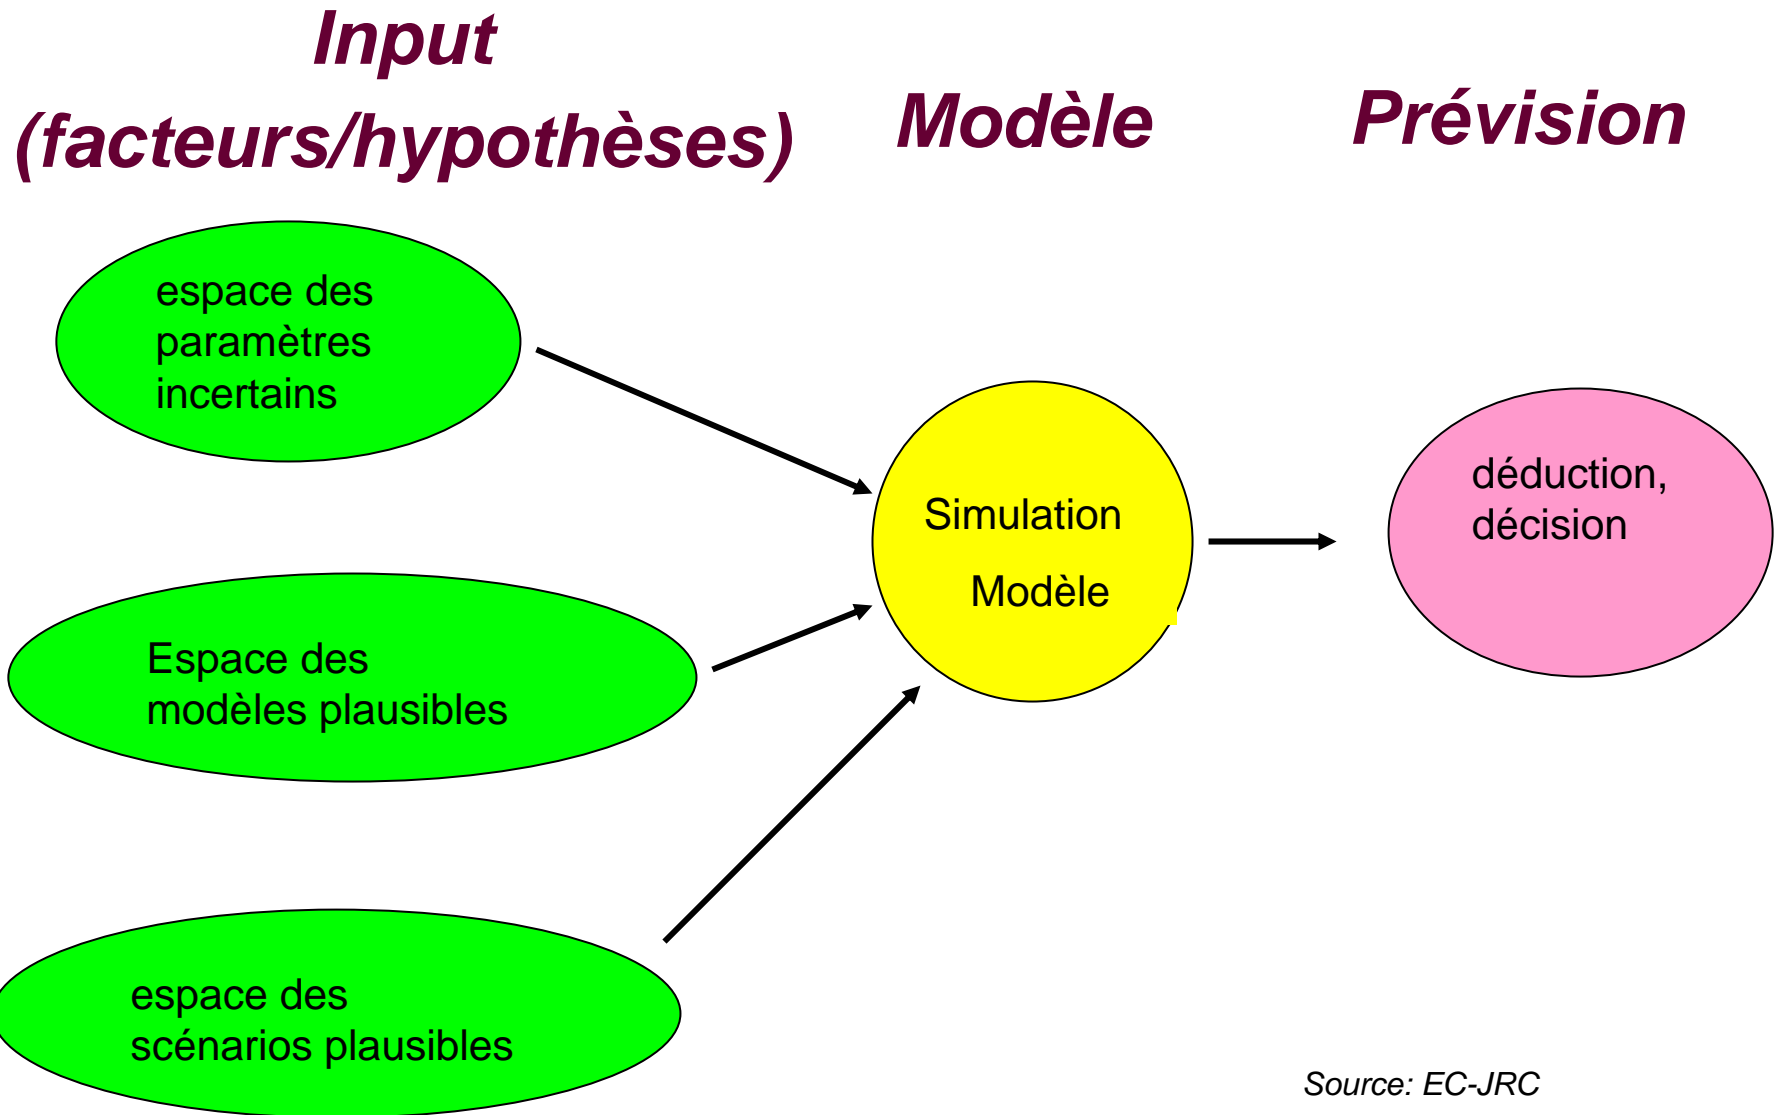 Input
(facteurs/hypothèses)
Modèle
Prévision
espace des
paramètres
incertains
Simulation
Modèle
déduction,
décision
Espace des
modèles plausibles
espace des
scénarios plausibles
Source: EC-JRC